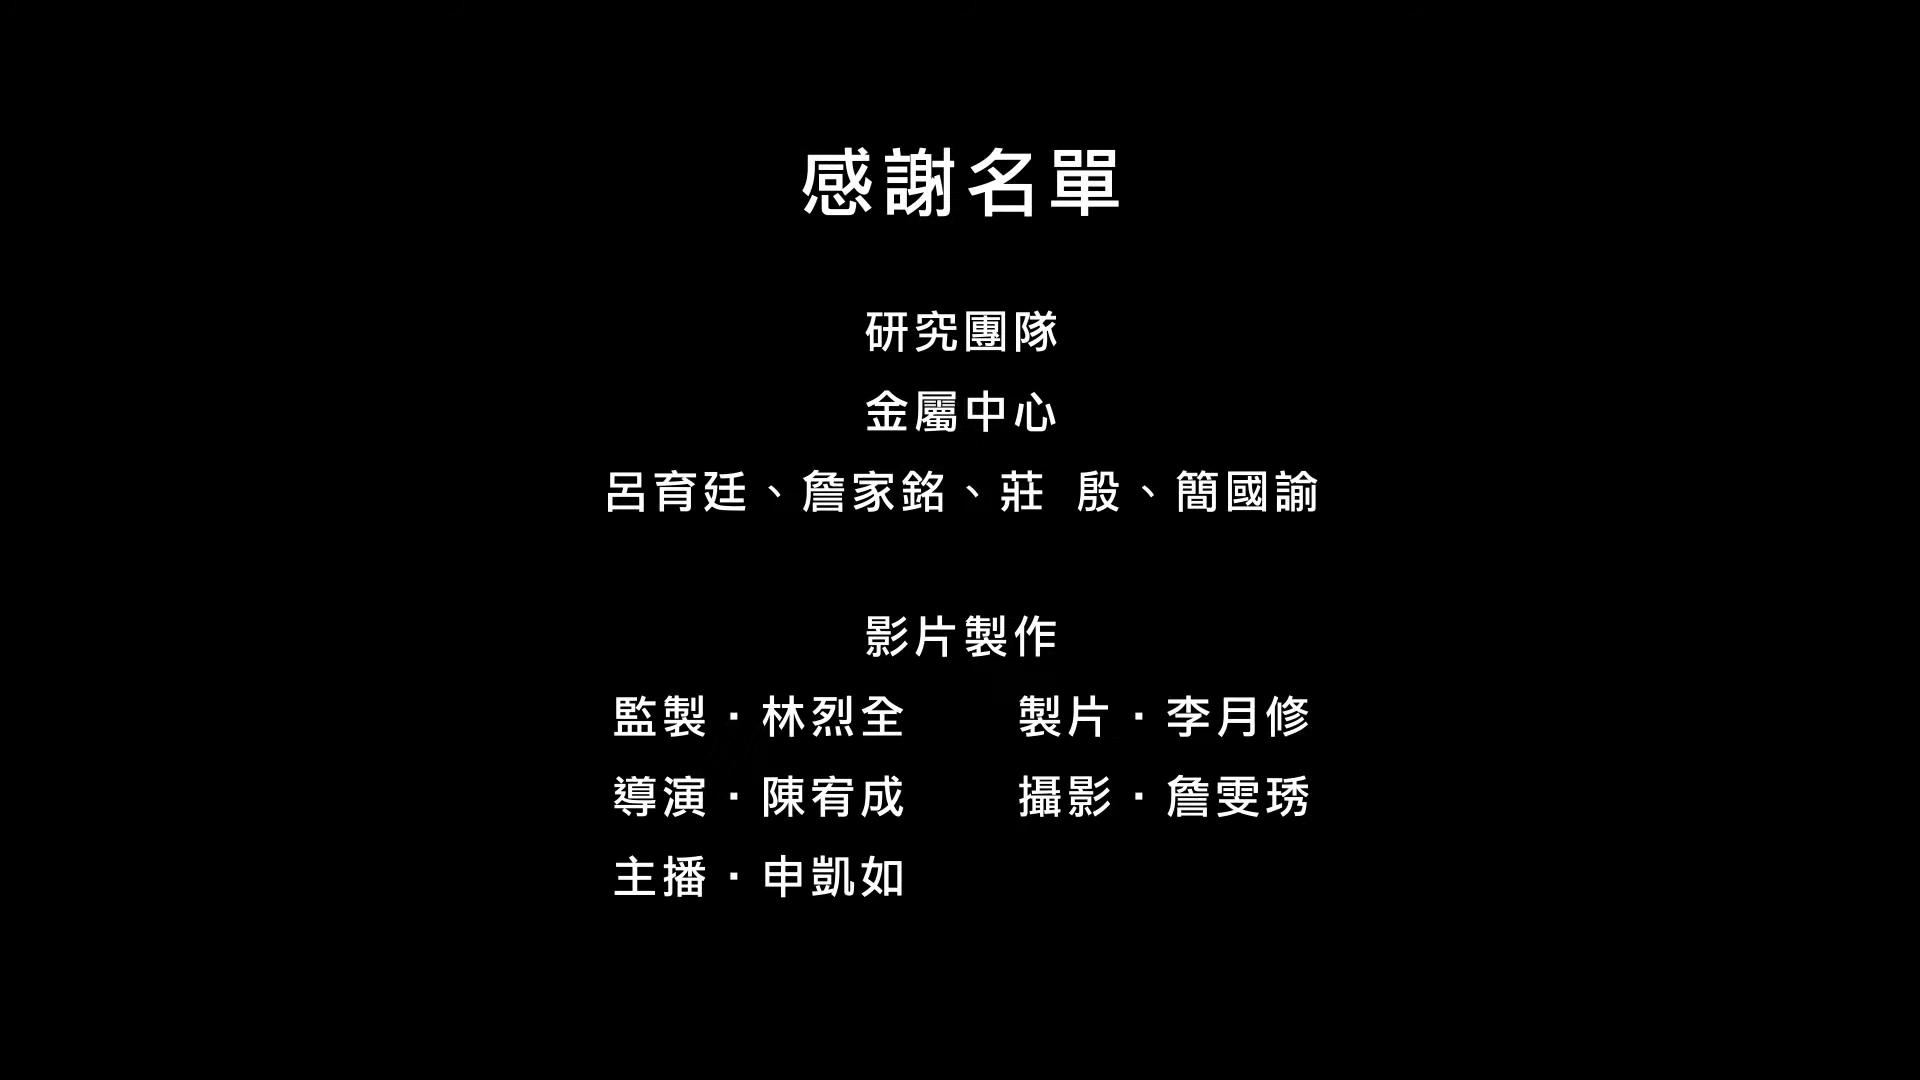 感謝名單
研究團隊
金屬中心
呂育廷、詹家銘、莊 殷、簡國諭
影片製作
監製・林烈全 製片・李月修
導演・陳宥成 攝影・詹雯琇
主播・申凱如